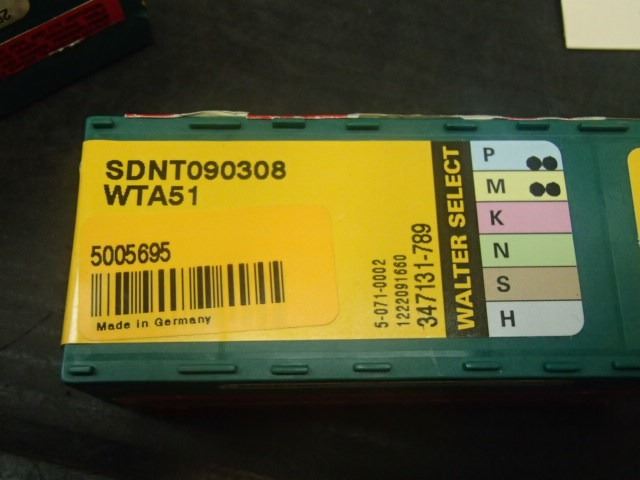 SDNT090308
WTA51
5005695
Made in Germany
5-071-0002
1222091660
347131-789
WALTER SELECT
P
M
K
N
S
H